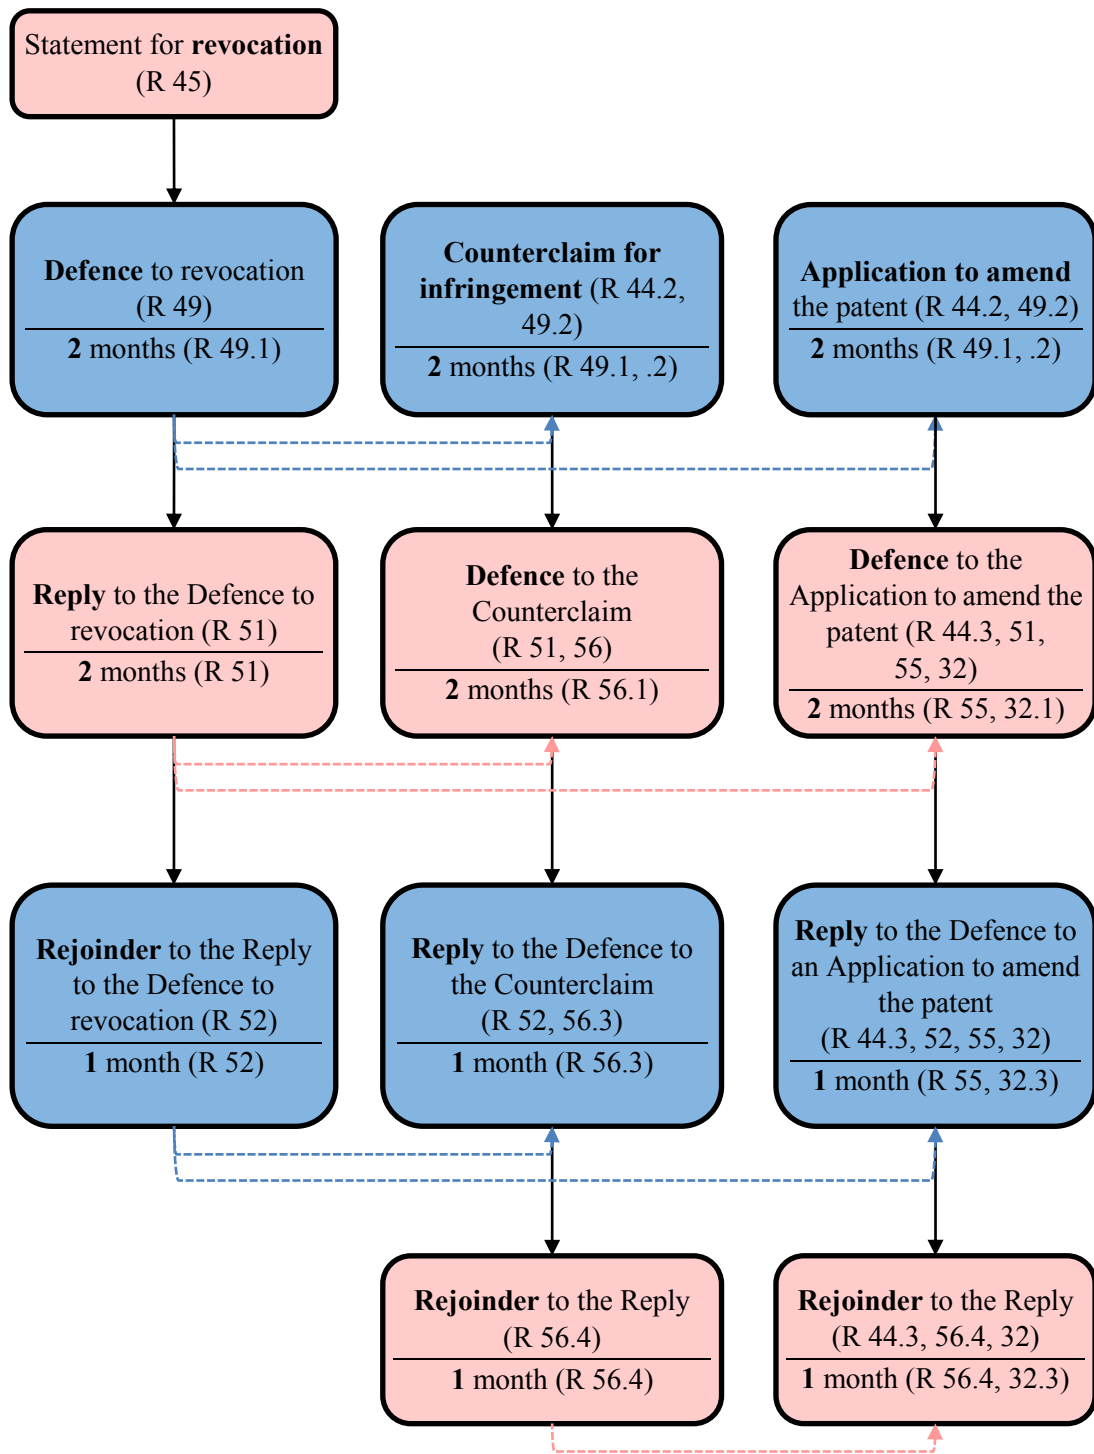 Statement for revocation
(R 45)
Defence to revocation
(R 49)
2 months (R 49.1)
Counterclaim for
infringement (R 44.2,
49.2)
2 months (R 49.1, .2)
Application to amend
the patent (R 44.2, 49.2)
2 months (R 49.1, .2)
Reply to the Defence to
revocation (R 51)
2 months (R 51)
Defence to the
Counterclaim
(R 51, 56)
2 months (R 56.1)
Defence to the
Application to amend the
patent (R 44.3, 51,
55, 32)
2 months (R 55, 32.1)
Rejoinder to the Reply
to the Defence to
revocation (R 52)
1 month (R 52)
Reply to the Defence to
the Counterclaim
(R 52, 56.3)
1 month (R 56.3)
Reply to the Defence to
an Application to amend
the patent
(R 44.3, 52, 55, 32)
1 month (R 55, 32.3)
Rejoinder to the Reply
(R 56.4)
1 month (R 56.4)
Rejoinder to the Reply
(R 44.3, 56.4, 32)
1 month (R 56.4, 32.3)